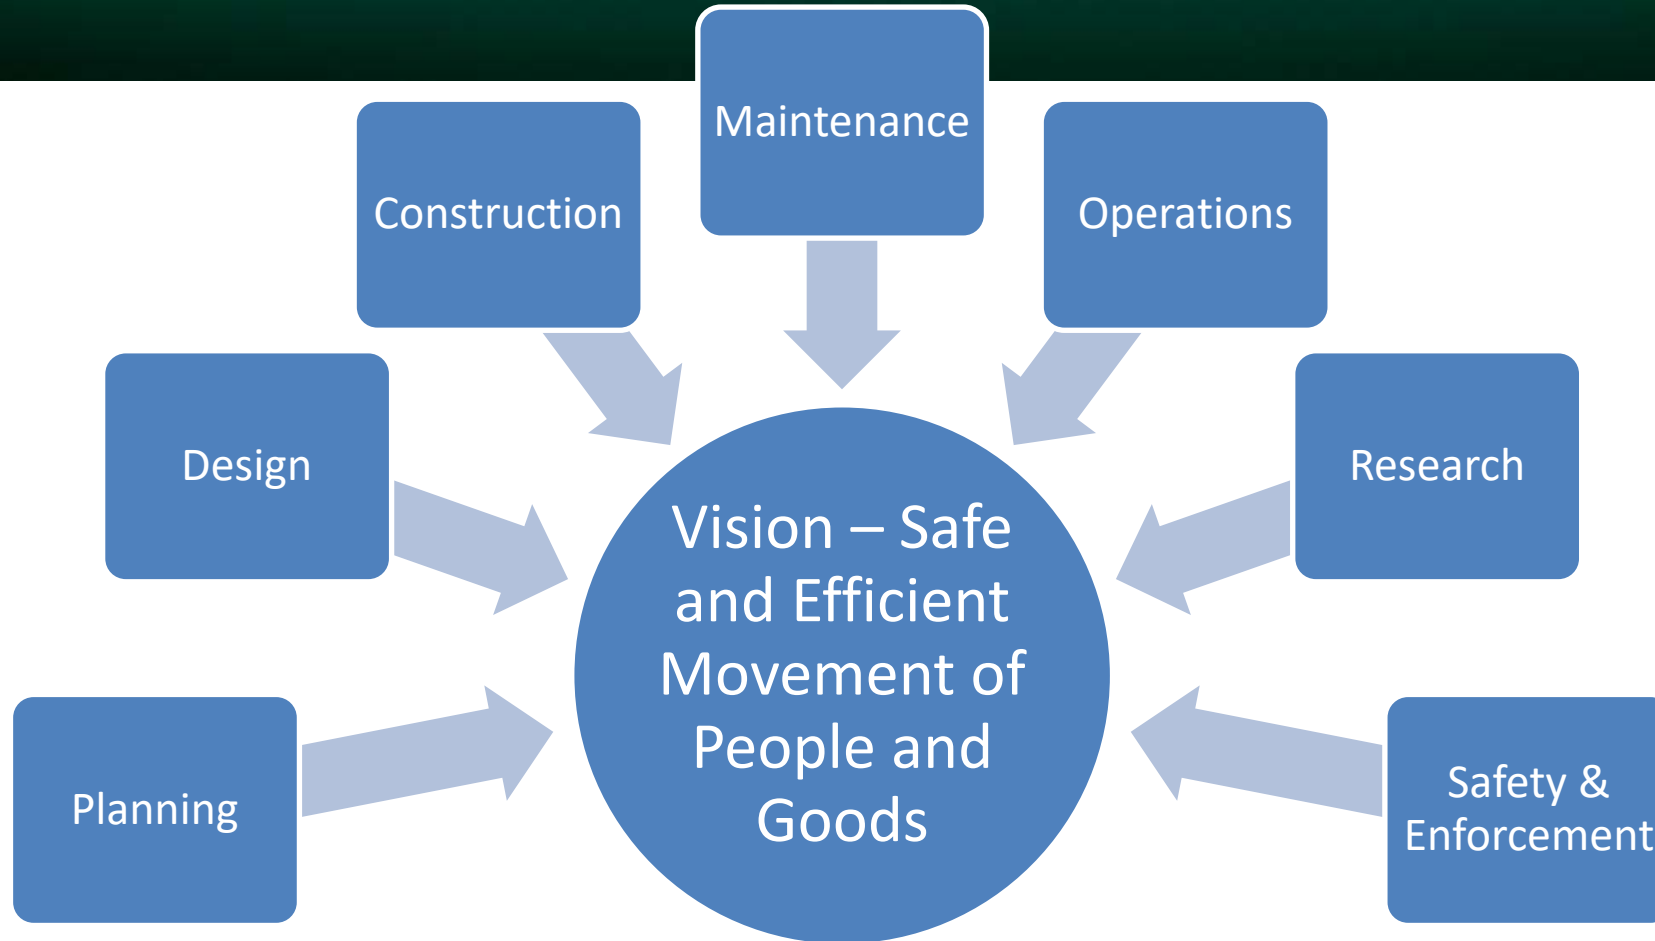 Maintenance
Construction
Operations
Design
Research
Vision – Safe
and Efficient
Movement of
People and
Goods
Planning
Safety &
Enforcement